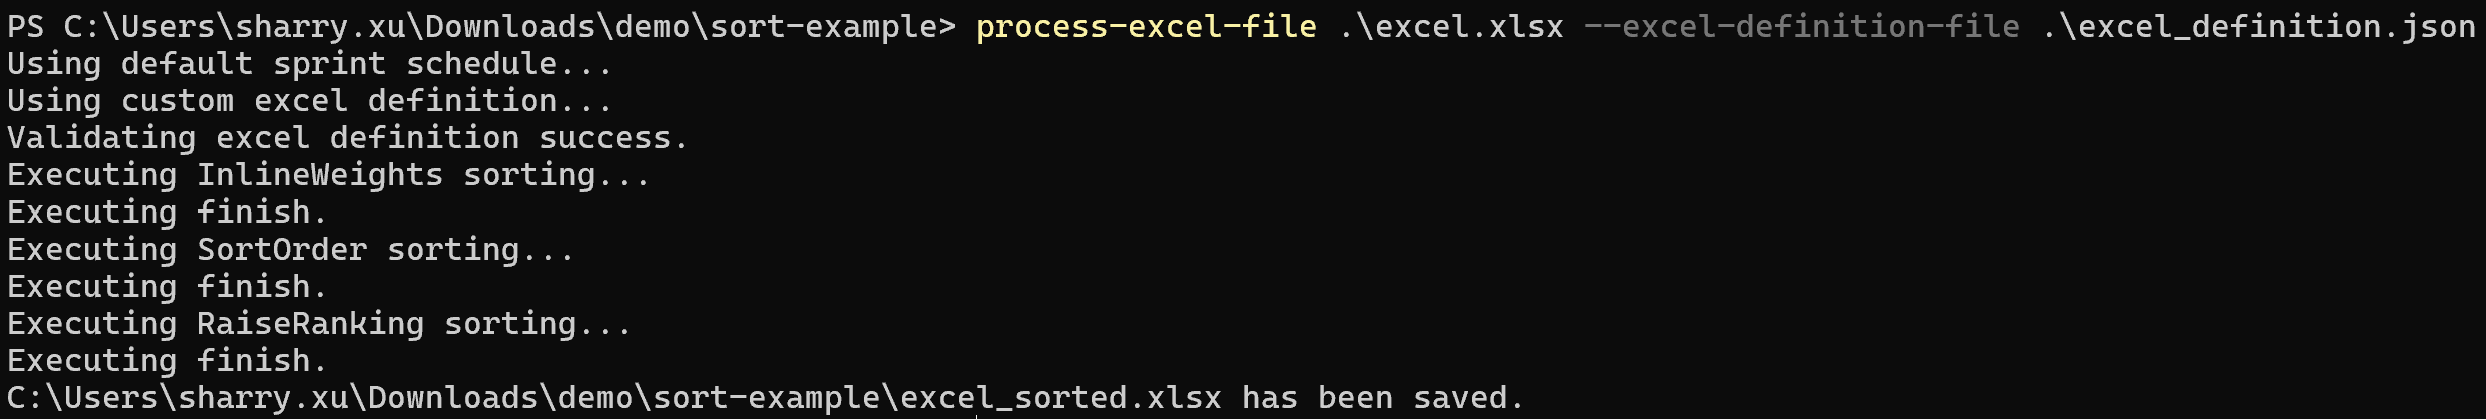 PS C:\Users\sharry.xu\Downloads\demo\sort-example> process-excel-file .\excel.xlsx --excel-definition-file .\excel_definition.json
Using default sprint schedule...
Using custom excel definition...
Validating excel definition success.
Executing InlineWeights sorting...
Executing finish.
Executing SortOrder sorting...
Executing finish.
Executing RaiseRanking sorting...
Executing finish.
C:\Users\sharry.xu\Downloads\demo\sort-example\excel_sorted.xlsx has been saved.